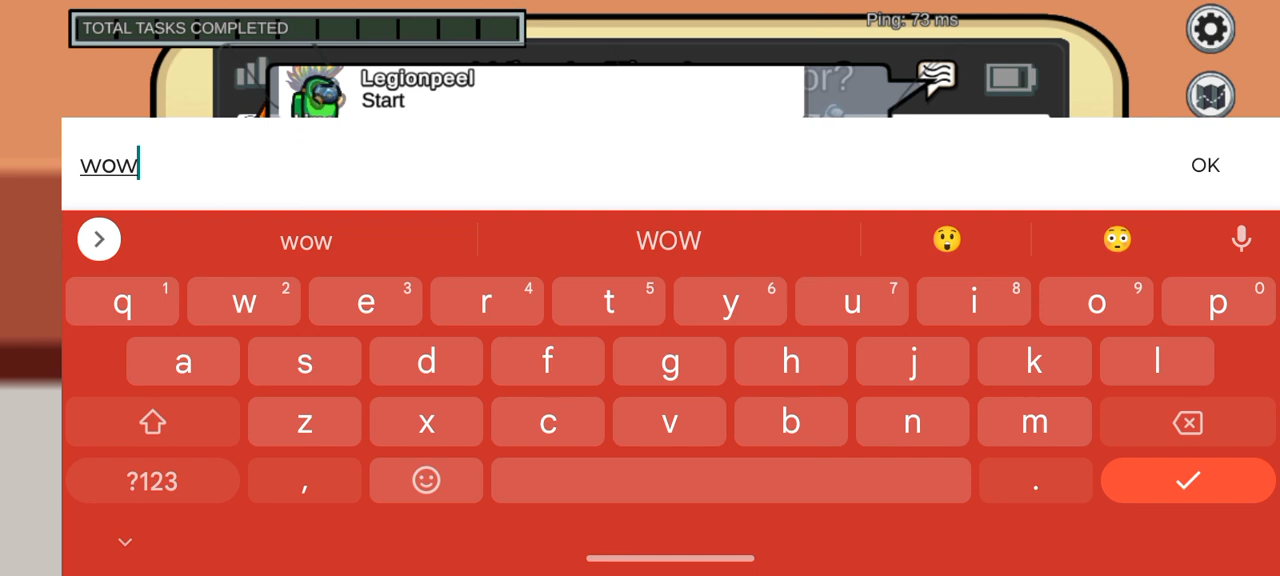 TOTAL TASKS COMPLETED
Ping: 73 ms
Legionpeel
or?
Start
wow
OK
wow WOW
q 1 w 2 e 3 r 4 t 5 y 6 u 7 i 8 o 9 p 0
a s d f g h j k l
z x c v b n m
?123 , .